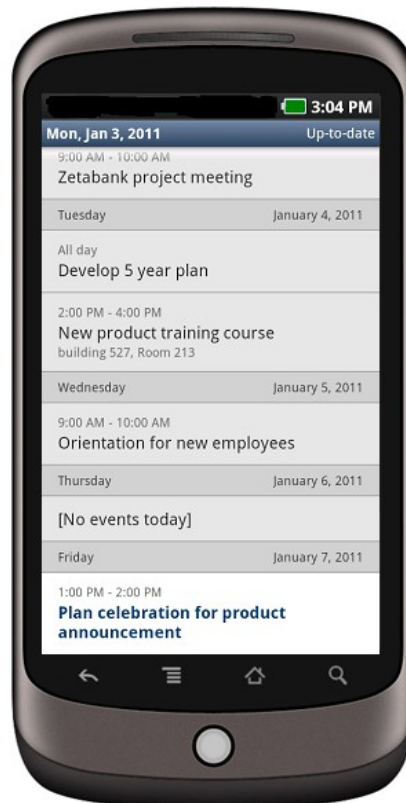 3:04 PM
Mon, Jan 3, 2011 Up-to-date
9:00 AM - 10:00 AM
Zetabank project meeting
Tuesday January 4, 2011
All day
Develop 5 year plan
2:00 PM - 4:00 PM
New product training course
building 527, Room 213
Wednesday January 5, 2011
9:00 AM - 10:00 AM
Orientation for new employees
Thursday January 6, 2011
[No events today]
Friday January 7, 2011
1:00 PM - 2:00 PM
Plan celebration for product
announcement